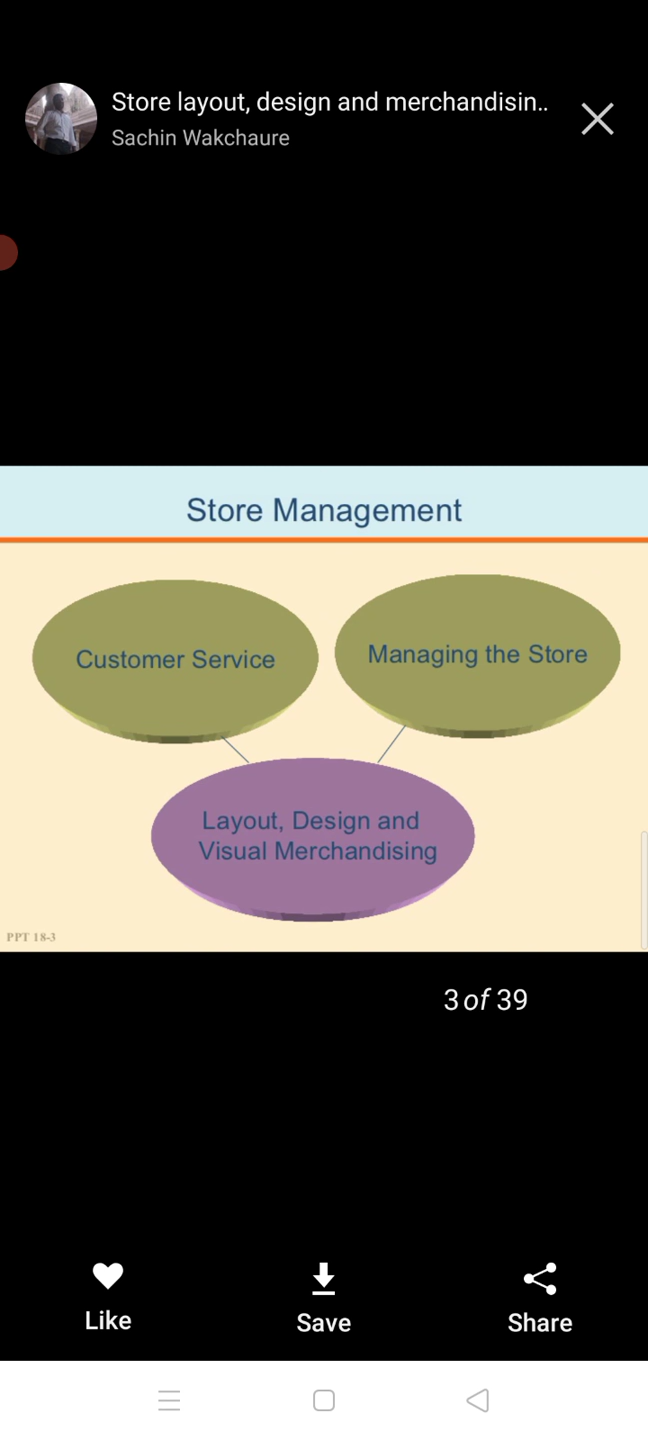 Store layout, design and merchandisin..
Sachin Wakchaure
Store Management
Customer Service
Managing the Store
Layout, Design and
Visual Merchandising
PPT 18-3
3 of 39
Like
Save
Share